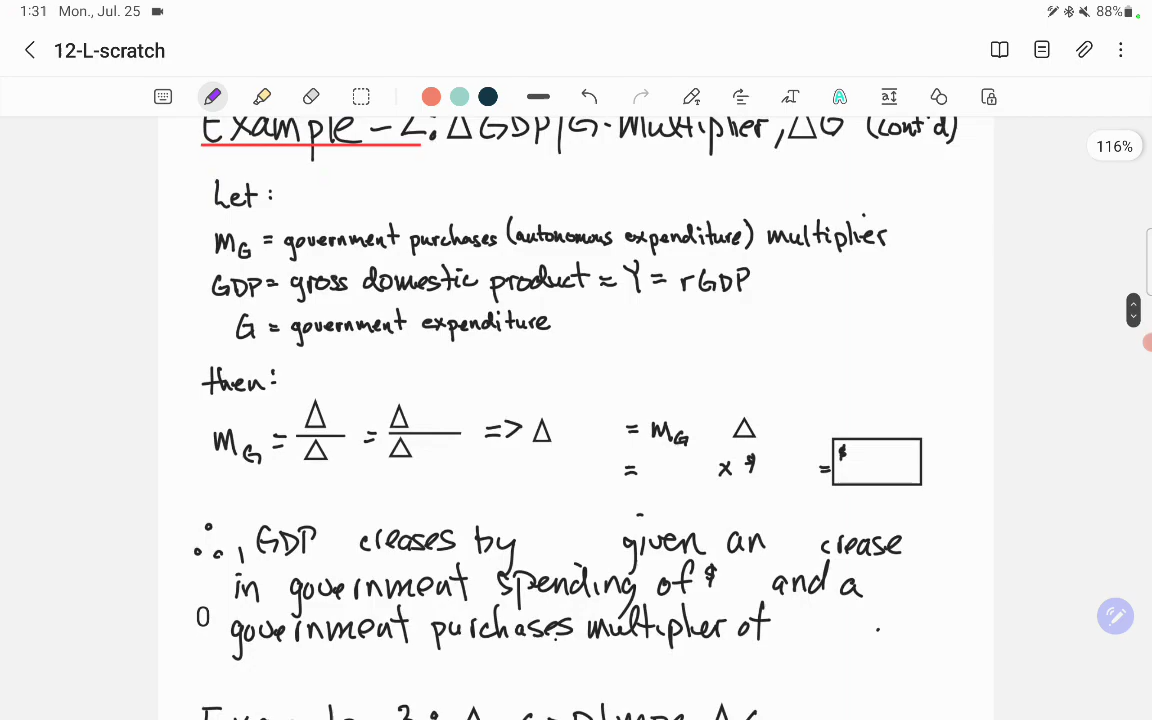 1:31 Mon., Jul. 25 88%
12-L-scratch
116%
Example-2: Δ GDP|G-Multiplier, ΔG (cont'd)
Let:
MG = government purchases (autonomous expenditure) multiplier
GDP = gross domestic product = Y = rGDP
G = government expenditure
then:
MG = Δ/Δ = Δ/Δ => Δ = MG Δ
= x $ = $
∴, GDP creases by given an crease
in government spending of $ and a
0 government purchases multipher of .